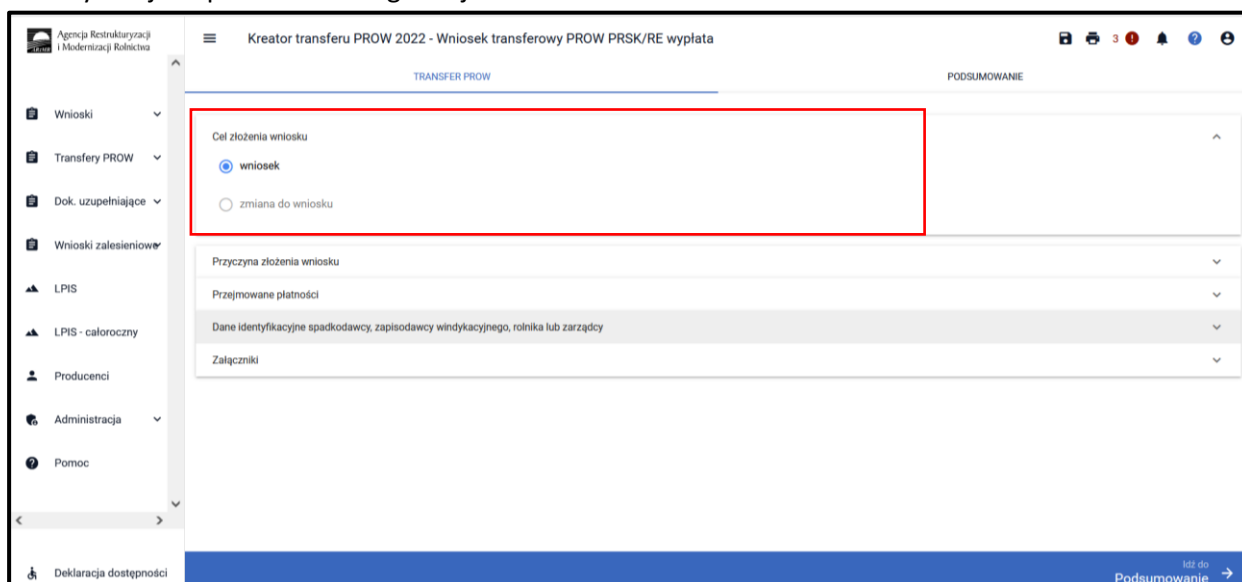 Agencja Restrukturyzacji
i Modernizacji Rolnictwa
Kreator transferu PROW 2022 - Wniosek transferowy PROW PRSK/RE wypłata
3
TRANSFER PROW
PODSUMOWANIE
Wnioski
Transfery PROW
Dok. uzupełniające
Wnioski zalesieniowe
LPIS
LPIS - całoroczny
Producenci
Administracja
Pomoc
Deklaracja dostępności
Cel złożenia wniosku
wniosek
zmiana do wniosku
Przyczyna złożenia wniosku
Przejmowane płatności
Dane identyfikacyjne spadkodawcy, zapisodawcy windykacyjnego, rolnika lub zarządcy
Załączniki
Idź do
Podsumowanie